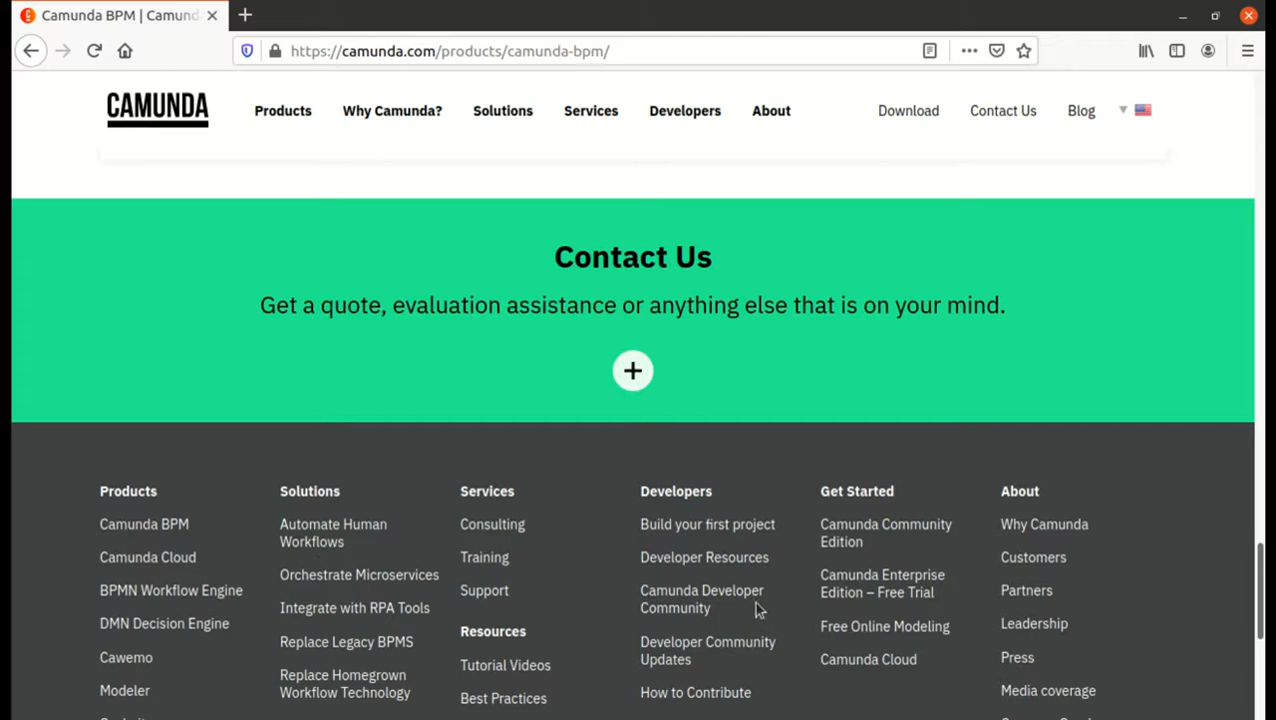 Camunda BPM | Camund
https://camunda.com/products/camunda-bpm/
CAMUNDA
Products
Why Camunda?
Solutions
Services
Developers
About
Download
Contact Us
Blog
Contact Us
Get a quote, evaluation assistance or anything else that is on your mind.
Products
Camunda BPM
Camunda Cloud
BPMN Workflow Engine
DMN Decision Engine
Cawemo
Modeler
Solutions
Automate Human
Workflows
Orchestrate Microservices
Integrate with RPA Tools
Replace Legacy BPMS
Replace Homegrown
Workflow Technology
Services
Consulting
Training
Support
Resources
Tutorial Videos
Best Practices
Developers
Build your first project
Developer Resources
Camunda Developer
Community
Developer Community
Updates
How to Contribute
Get Started
Camunda Community
Edition
Camunda Enterprise
Edition – Free Trial
Free Online Modeling
Camunda Cloud
About
Why Camunda
Customers
Partners
Leadership
Press
Media coverage